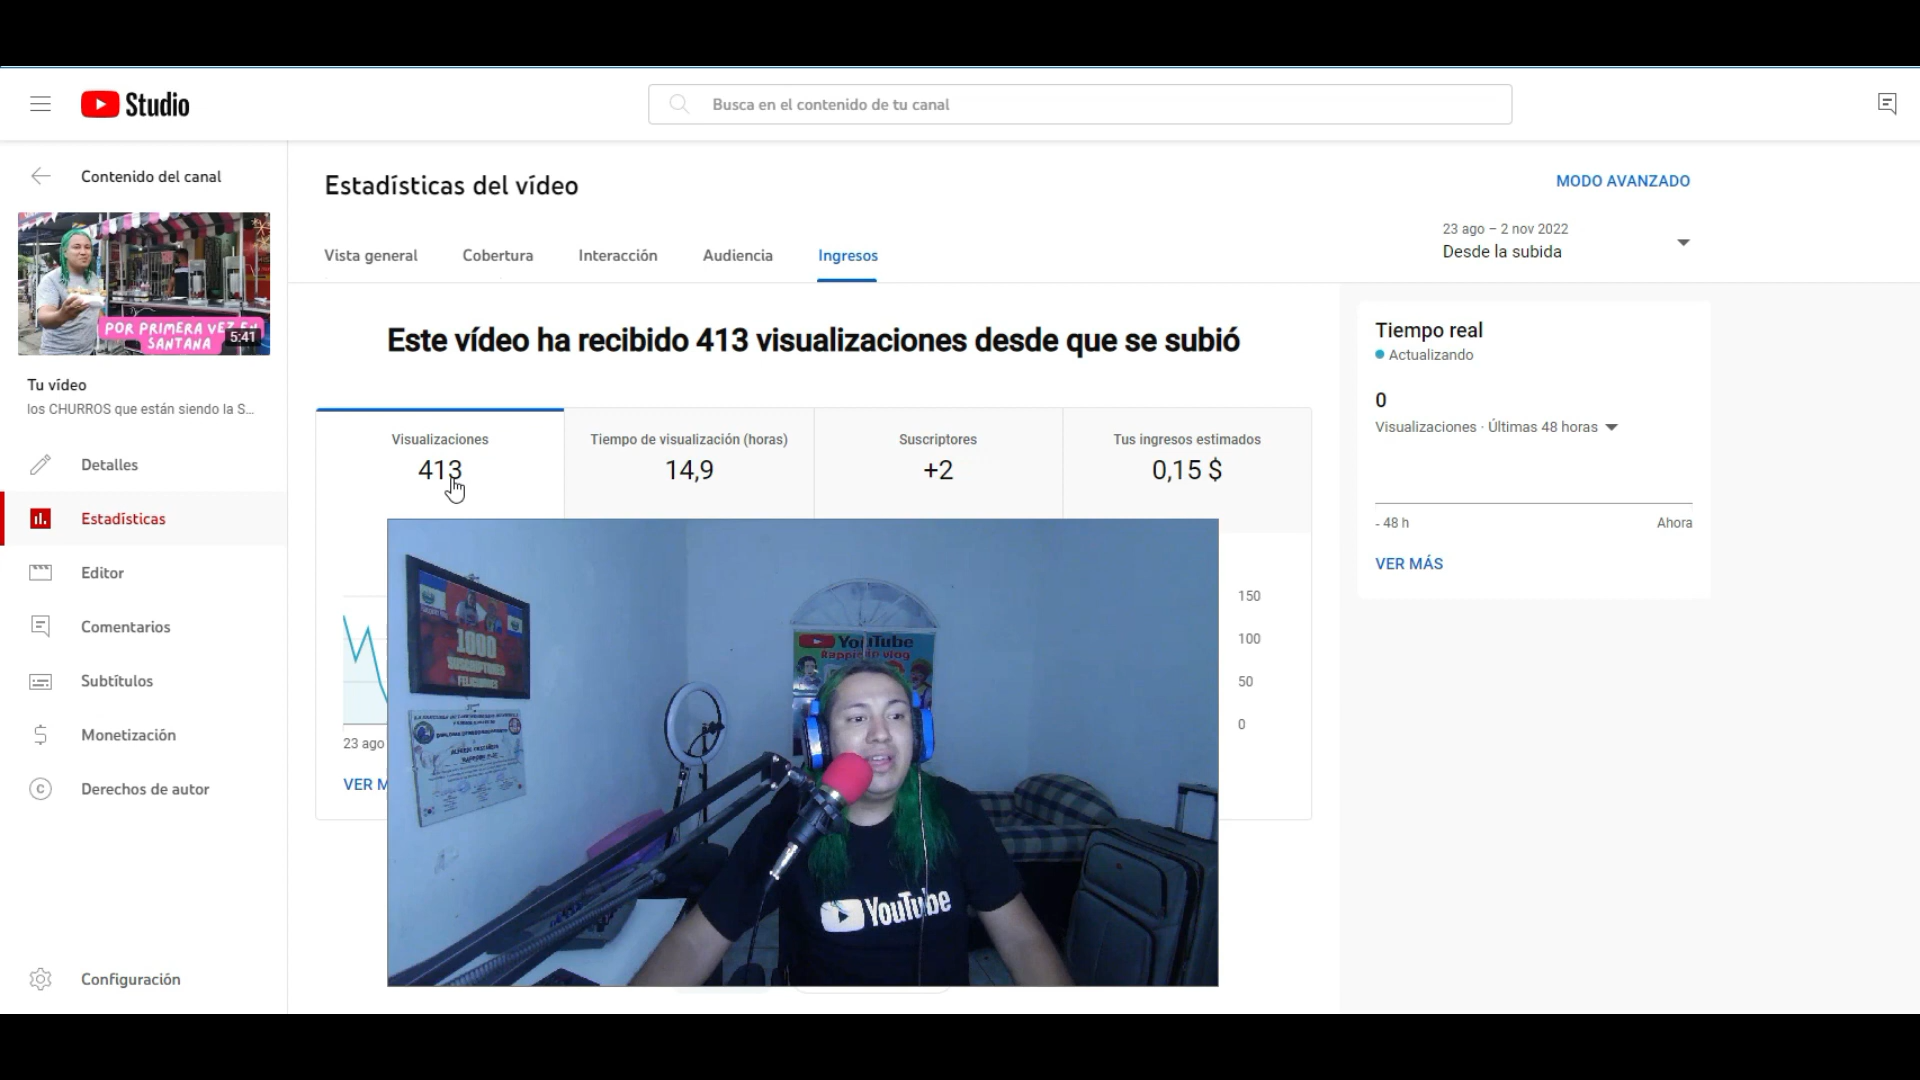 Studio
Busca en el contenido de tu canal
Contenido del canal
POR PRIMERA VEZ EN
SANTANA
5:41
Tu vídeo
los CHURROS que están siendo la S...
Detalles
Estadísticas
Editor
Comentarios
Subtítulos
Monetización
Derechos de autor
Configuración
Estadísticas del vídeo
MODO AVANZADO
23 ago – 2 nov 2022
Desde la subida
Vista general
Cobertura
Interacción
Audiencia
Ingresos
Este vídeo ha recibido 413 visualizaciones desde que se subió
Visualizaciones
413
Tiempo de visualización (horas)
14,9
Suscriptores
+2
Tus ingresos estimados
0,15 $
150
100
50
0
23 ago
VER M
1000
SUSCRIPTORES
FELICIDADES
YouTube
YouTube
Tiempo real
Actualizando
0
Visualizaciones · Últimas 48 horas
- 48 h
Ahora
VER MÁS